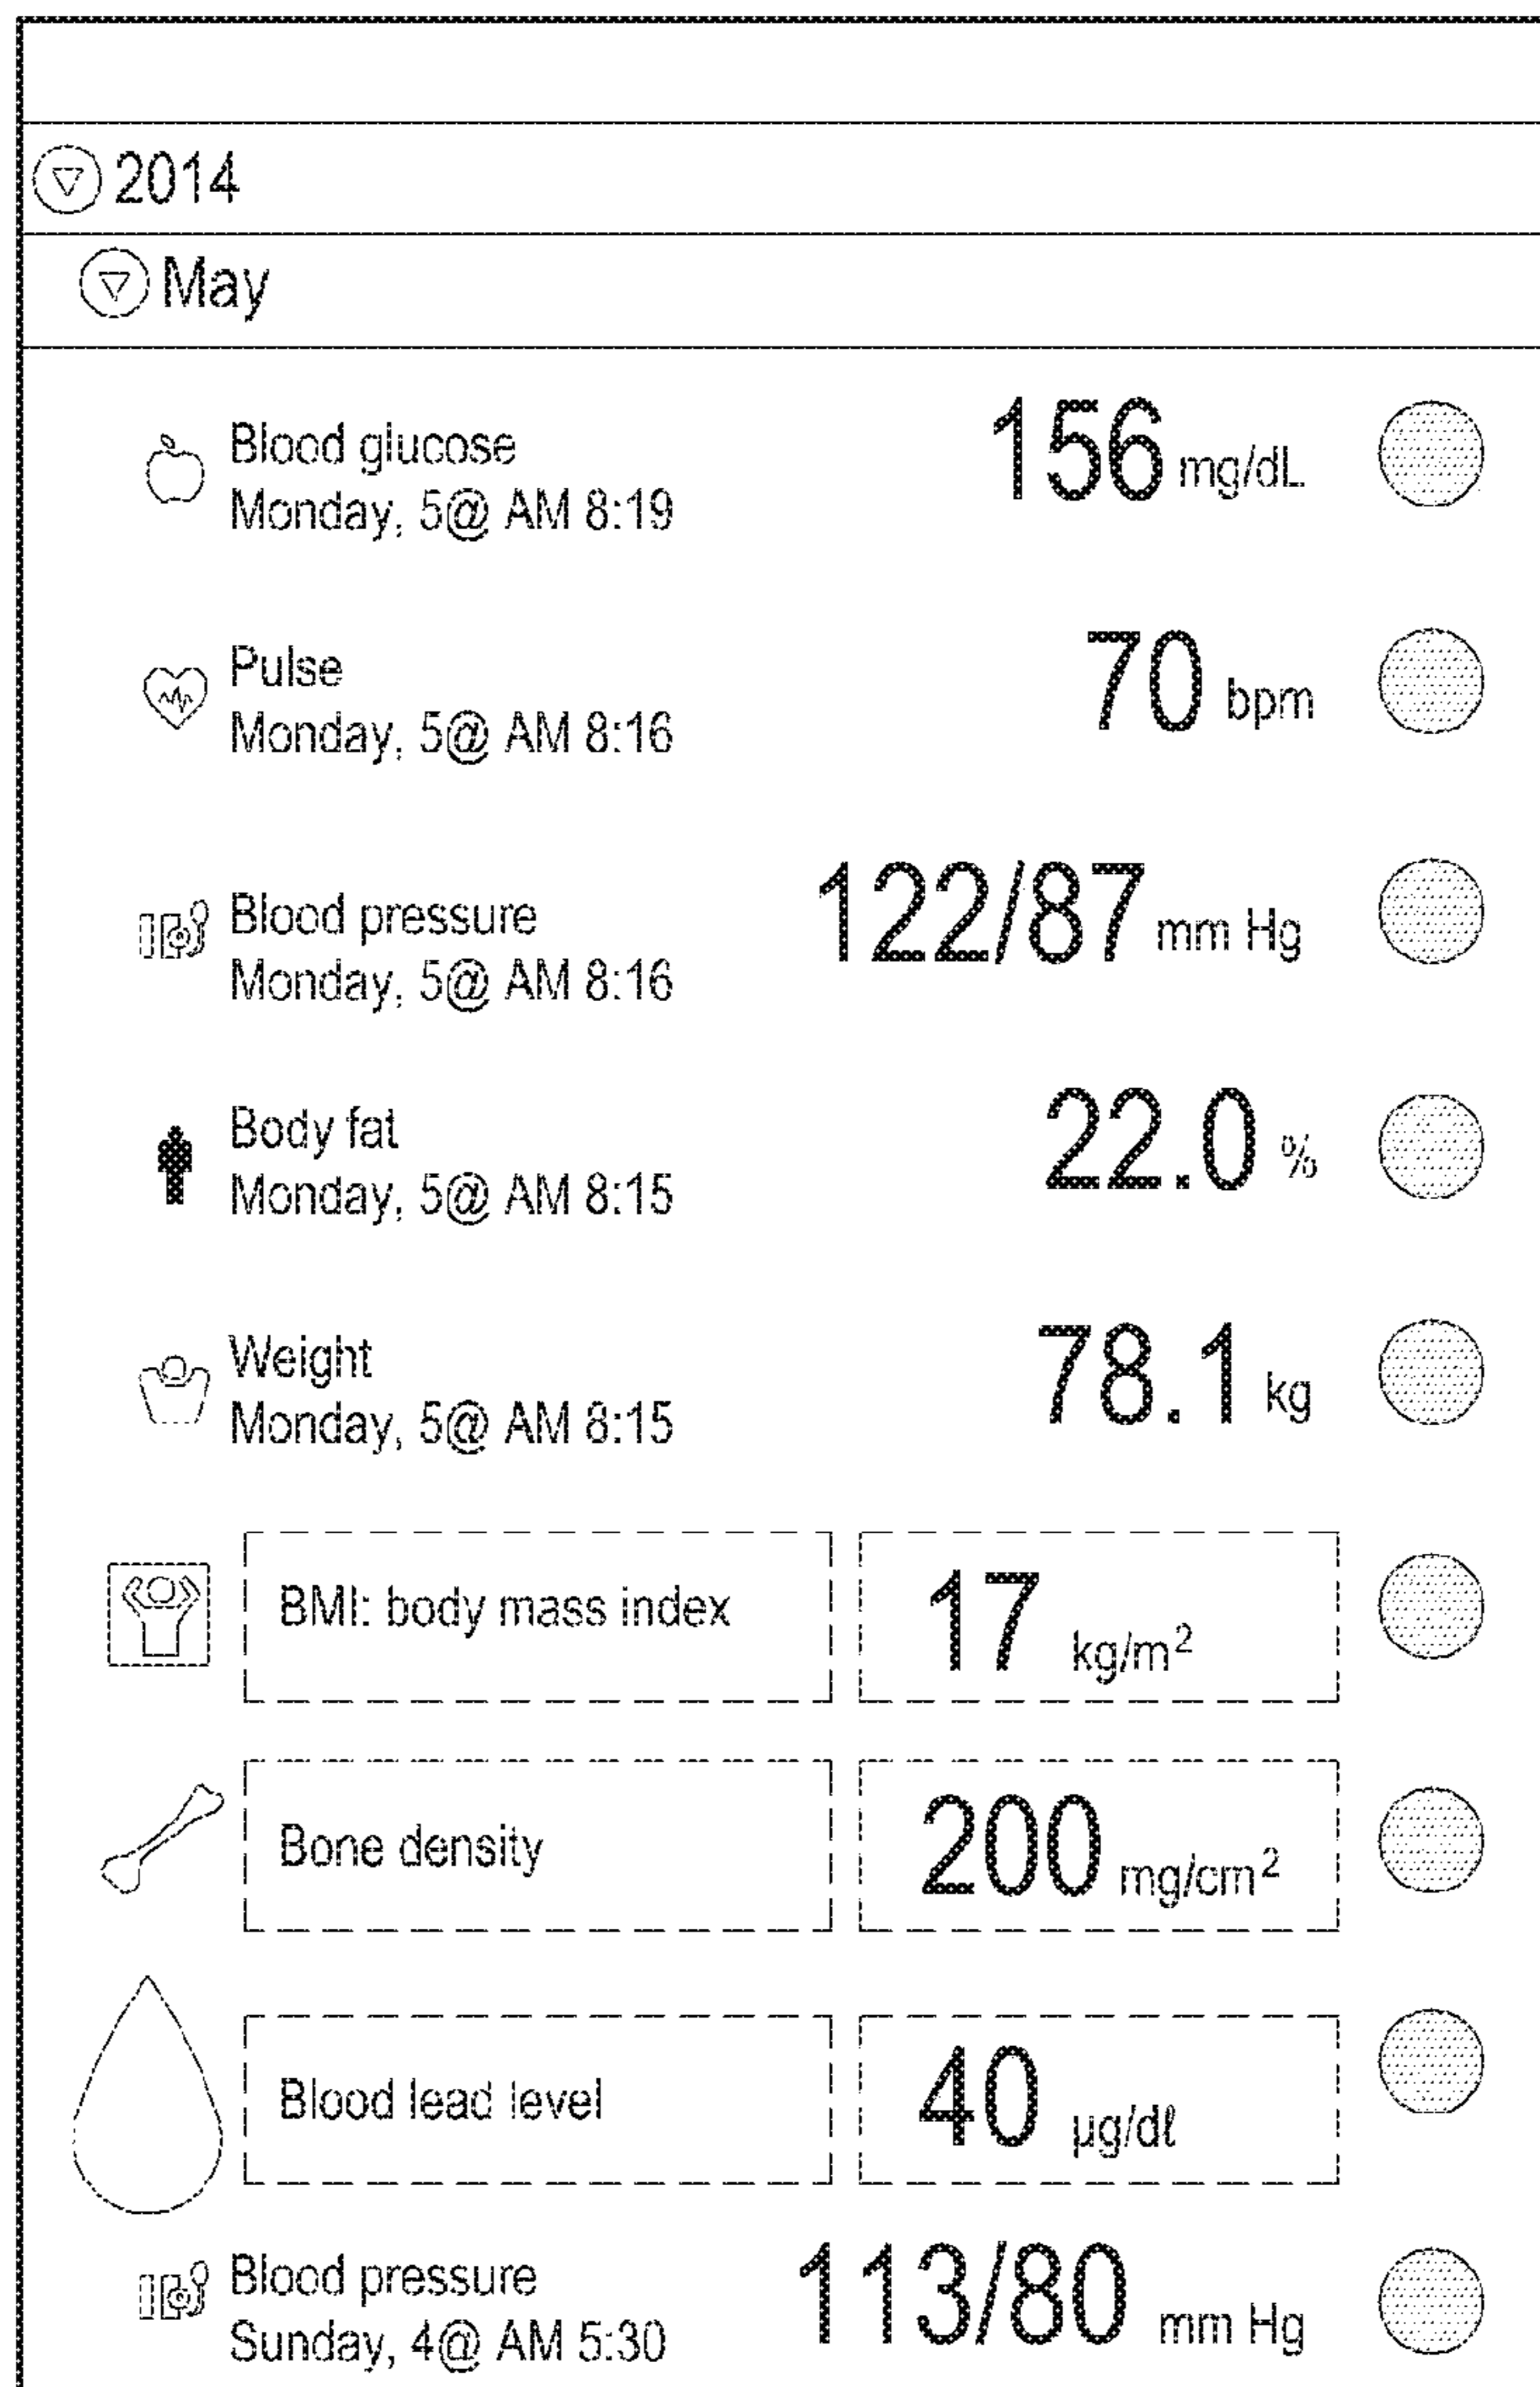 2014
May
Blood glucose
156 mg/dL
Monday, 5@ AM 8:19
Pulse
70 bpm
Monday, 5@ AM 8:16
Blood pressure
122/87 mm Hg
Monday, 5@ AM 8:16
Body fat
22.0 %
Monday, 5@ AM 8:15
Weight
78.1 kg
Monday, 5@ AM 8:15
BMI: body mass index
17 kg/m²
Bone density
200 mg/cm²
Blood lead level
40 µg/dℓ
Blood pressure
113/80 mm Hg
Sunday, 4@ AM 5:30